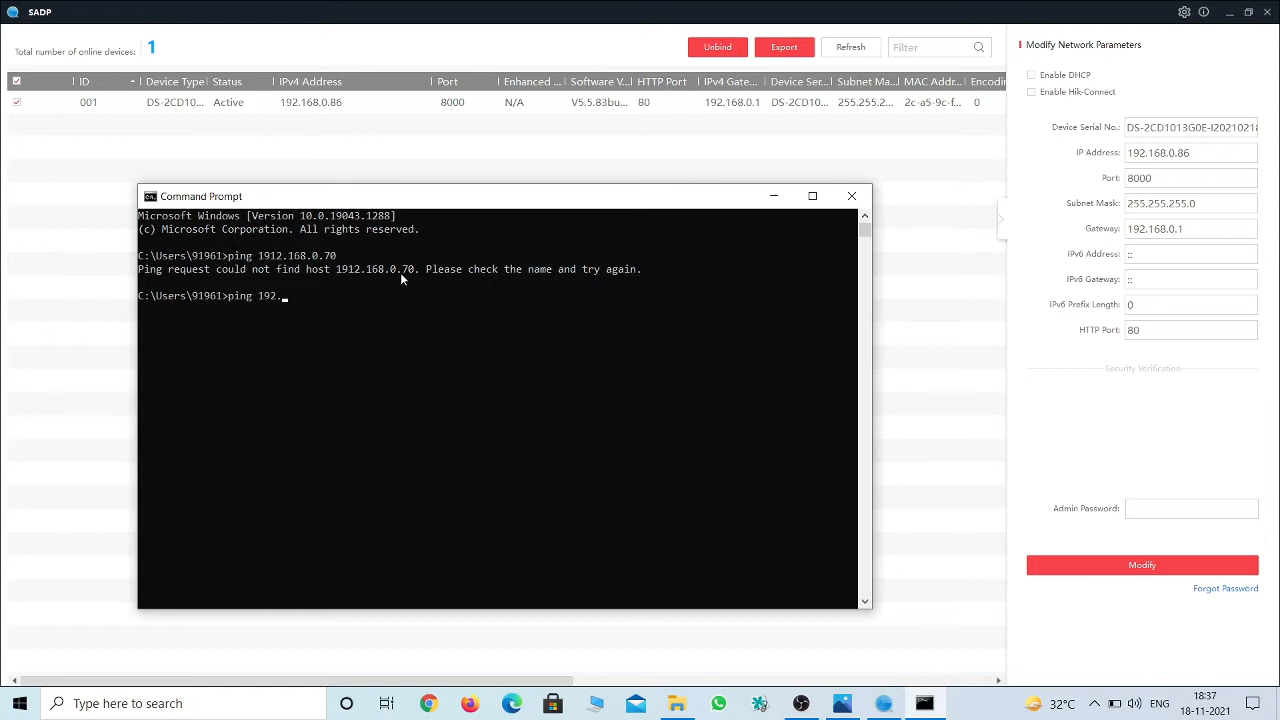 SADP
Total number of online devices: 1
Unbind
Export
Refresh
Filter
ID Device Type Status IPv4 Address Port Enhanced ... Software V... HTTP Port IPv4 Gate... Device Ser... Subnet Ma... MAC Addr... Encodin
001 DS-2CD10... Active 192.168.0.86 8000 N/A V5.5.83bu... 80 192.168.0.1 DS-2CD10... 255.255.2... 2c-a5-9c-f... 0
Command Prompt
Microsoft Windows [Version 10.0.19043.1288]
(c) Microsoft Corporation. All rights reserved.
C:\Users\91961>ping 1912.168.0.70
Ping request could not find host 1912.168.0.70. Please check the name and try again.
C:\Users\91961>ping 192._
Modify Network Parameters
Enable DHCP
Enable Hik-Connect
Device Serial No.: DS-2CD1013G0E-I2021021
IP Address: 192.168.0.86
Port: 8000
Subnet Mask: 255.255.255.0
Gateway: 192.168.0.1
IPv6 Address: ::
IPv6 Gateway: ::
IPv6 Prefix Length: 0
HTTP Port: 80
Security Verification
Admin Password:
Modify
Forgot Password
Type here to search
32°C
ENG
18:37
18-11-2021